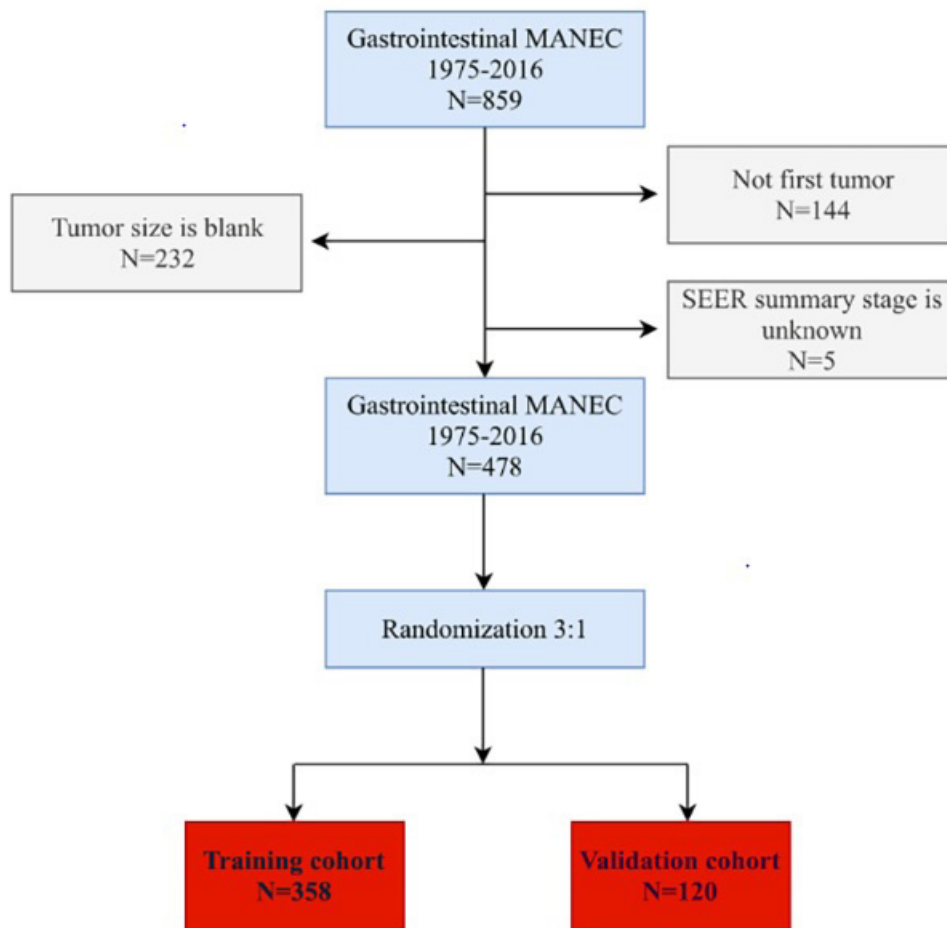 Gastrointestinal MANEC
1975-2016
N=859
Not first tumor
N=144
Tumor size is blank
N=232
SEER summary stage is
unknown
N=5
Gastrointestinal MANEC
1975-2016
N=478
Randomization 3:1
Training cohort
N=358
Validation cohort
N=120